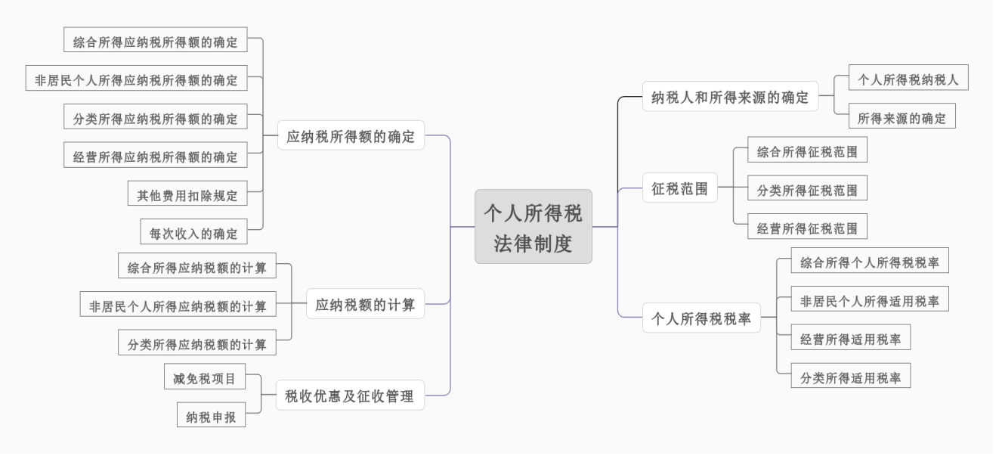 个人所得税
法律制度
纳税人和所得来源的确定
个人所得税纳税人
所得来源的确定
征税范围
综合所得征税范围
分类所得征税范围
经营所得征税范围
个人所得税税率
综合所得个人所得税税率
非居民个人所得适用税率
经营所得适用税率
分类所得适用税率
应纳税所得额的确定
综合所得应纳税所得额的确定
非居民个人所得应纳税所得额的确定
分类所得应纳税所得额的确定
经营所得应纳税所得额的确定
其他费用扣除规定
每次收入的确定
应纳税额的计算
综合所得应纳税额的计算
非居民个人所得应纳税额的计算
分类所得应纳税额的计算
税收优惠及征收管理
减免税项目
纳税申报